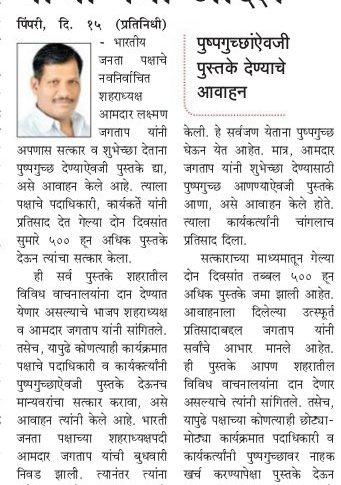 पिंपरी, दि. १५ (प्रतिनिधी)
- भारतीय
जनता पक्षाचे
नवनिर्वाचित
शहराध्यक्ष
आमदार लक्ष्मण
जगताप यांनी
अपणास सत्कार व शुभेच्छा देताना
पुष्पगुच्छ देण्याऐवजी पुस्तके द्या,
असे आवाहन केले आहे. त्याला
पक्षाचे पदाधिकारी, कार्यकर्ते यांनी
प्रतिसाद देत गेल्या दोन दिवसांत
सुमारे ५०० हून अधिक पुस्तके
देऊन त्यांचा सत्कार केला.
ही सर्व पुस्तके शहरातील
विविध वाचनालयांना दान देण्यात
येणार असल्याचे भाजप शहराध्यक्ष
व आमदार जगताप यांनी सांगितले.
तसेच, यापुढे कोणत्याही कार्यक्रमात
पक्षाचे पदाधिकारी व कार्यकर्त्यांनी
पुष्पगुच्छांऐवजी पुस्तके देऊनच
मान्यवरांचा सत्कार करावा, असे
आवाहन त्यांनी केले आहे. भारती
जनता पक्षाच्या शहराध्यक्षपदी
आमदार जगताप यांची बुधवारी
निवड झाली. त्यानंतर त्यांना
पुष्पगुच्छांऐवजी
पुस्तके देण्याचे
आवाहन
केली. हे सर्वजण येताना पुष्पगुच्छ
घेऊन येत आहेत. मात्र, आमदार
जगताप यांनी शुभेच्छा देण्यासाठी
पुष्पगुच्छ आणण्याऐवजी पुस्तके
आणा, असे आवाहन केले होते.
त्याला कार्यकर्त्यांनी चांगलाच
प्रतिसाद दिला.
सत्काराच्या माध्यमातून गेल्या
दोन दिवसांत तब्बल ५०० हून
अधिक पुस्तके जमा झाली आहेत.
आवाहनाला दिलेल्या उत्स्फूर्त
प्रतिसादाबद्दल जगताप यांनी
सर्वांचे आभार मानले आहेत.
ही पुस्तके आपण शहरातील
विविध वाचनालयांना दान देणार
असल्याचे त्यांनी सांगितले. तसेच,
यापुढे पक्षाच्या कोणत्याही छोट्या-
मोठ्या कार्यक्रमात पदाधिकारी व
कार्यकर्त्यांनी पुष्पगुच्छावर नाहक
खर्च करण्यापेक्षा पुस्तके देऊन